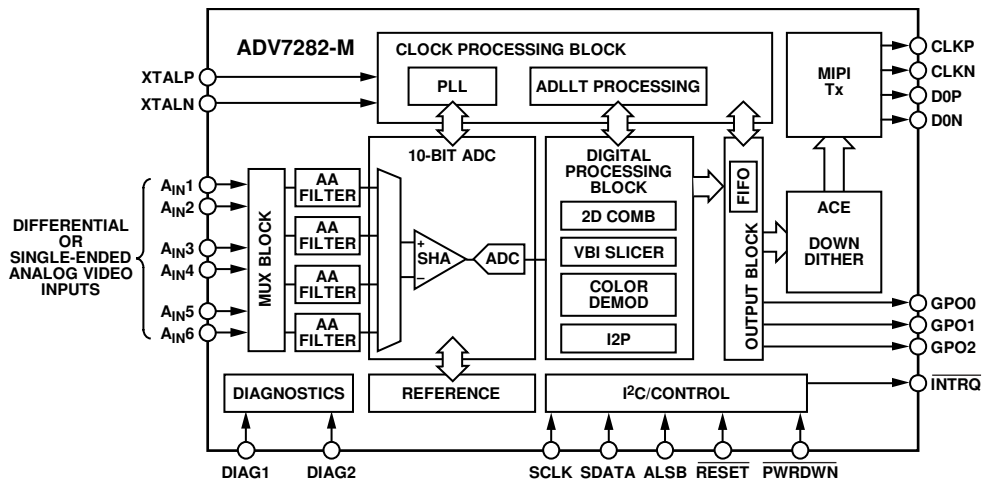 ADV7282-M
CLOCK PROCESSING BLOCK
PLL
ADLLT PROCESSING
XTALP
XTALN
MIPI
Tx
CLKP
CLKN
D0P
D0N
10-BIT ADC
DIGITAL
PROCESSING
BLOCK
2D COMB
VBI SLICER
COLOR
DEMOD
I2P
FIFO
OUTPUT BLOCK
ACE
DOWN
DITHER
DIFFERENTIAL
OR
SINGLE-ENDED
ANALOG VIDEO
INPUTS
AIN1
AIN2
AIN3
AIN4
AIN5
AIN6
MUX BLOCK
AA
FILTER
AA
FILTER
AA
FILTER
AA
FILTER
+
SHA
–
ADC
GPO0
GPO1
GPO2
INTRQ
DIAGNOSTICS
REFERENCE
I2C/CONTROL
DIAG1
DIAG2
SCLK
SDATA
ALSB
RESET
PWRDWN